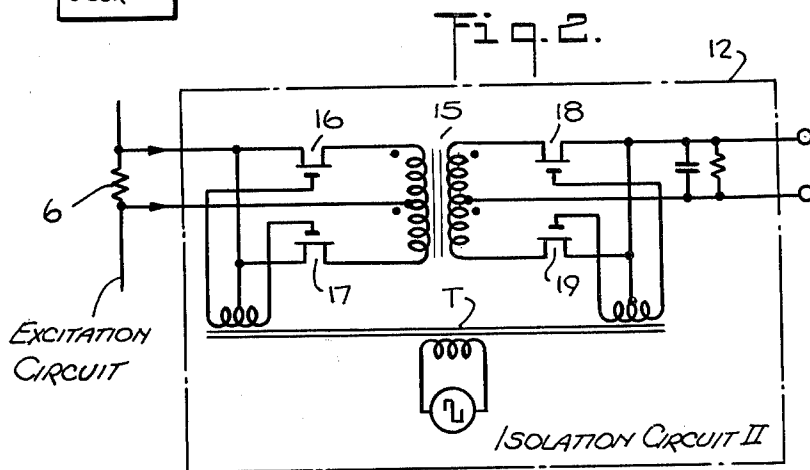 Fig. 2.
12
16
15
18
6
17
19
T
EXCITATION
CIRCUIT
ISOLATION CIRCUIT II